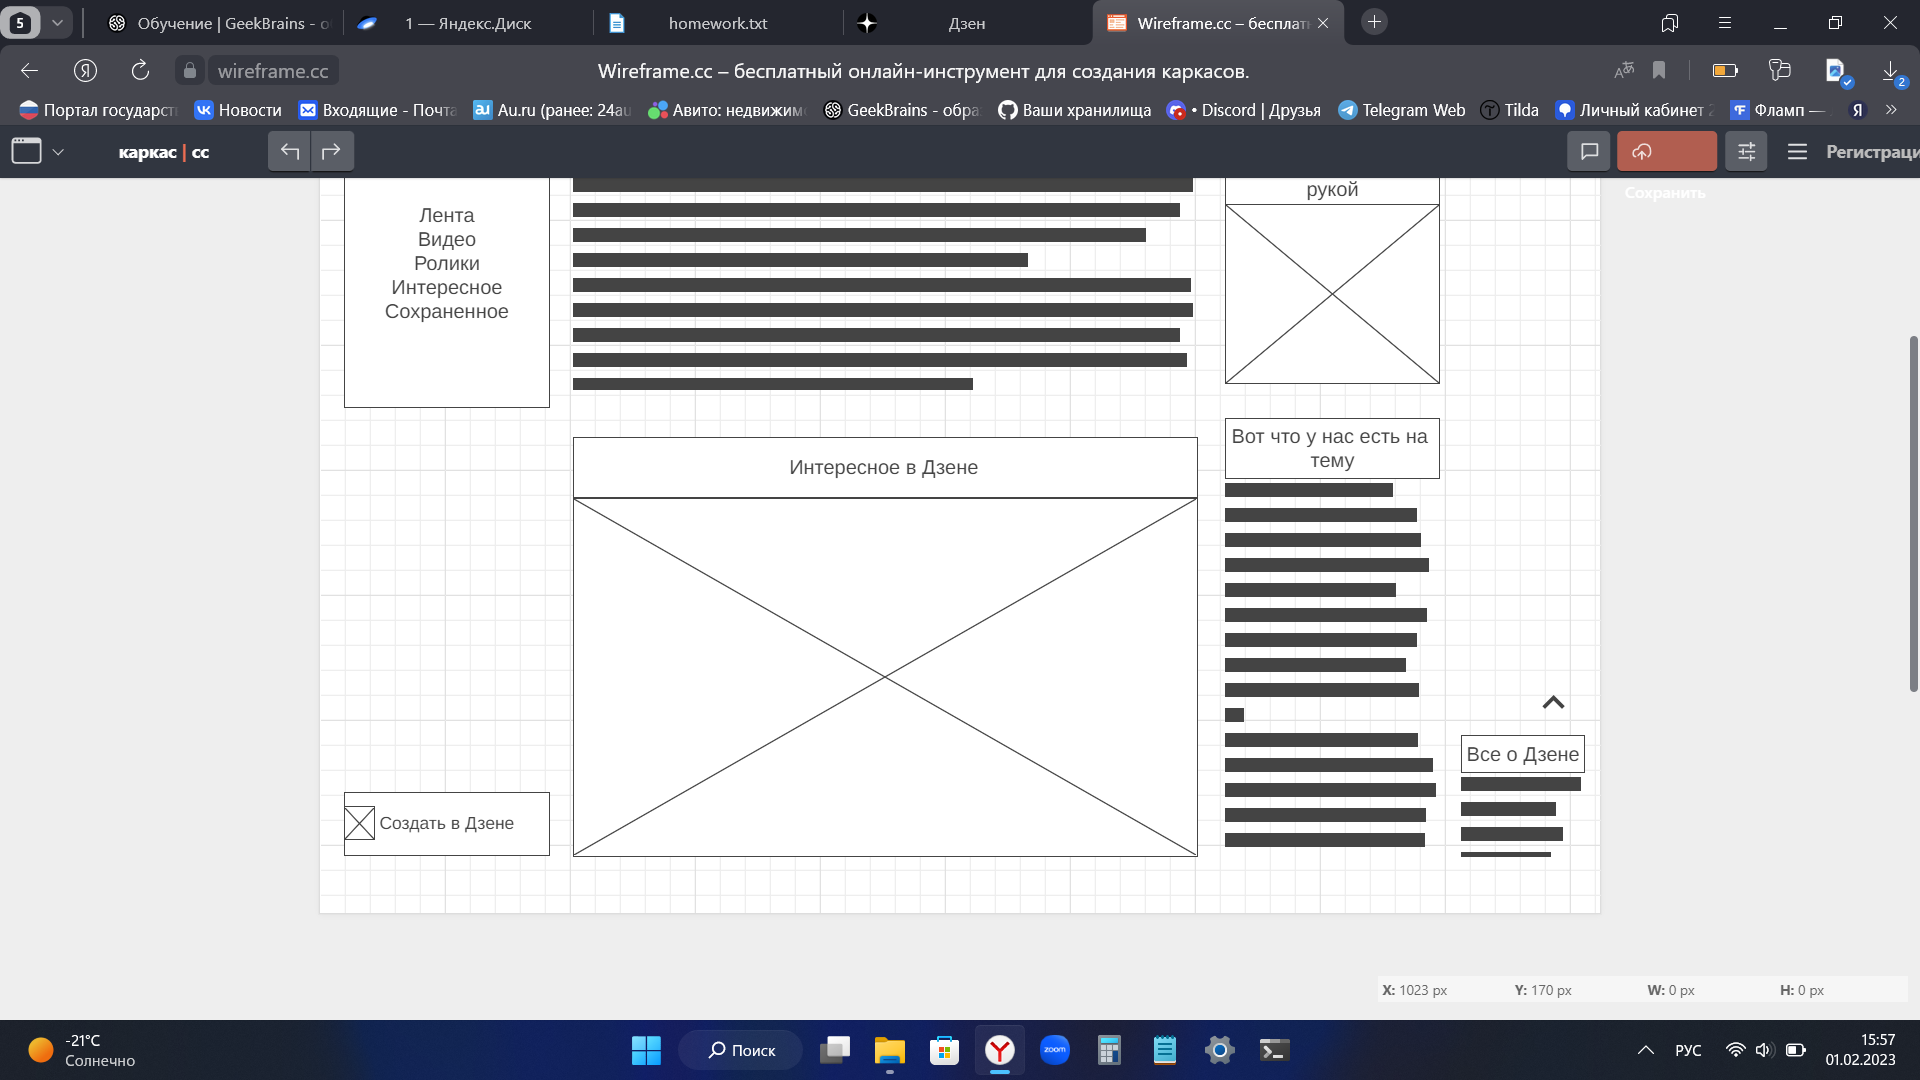 5
Обучение | GeekBrains - о
1 — Яндекс.Диск
homework.txt
Дзен
Wireframe.cc – бесплатн
wireframe.cc
Wireframe.cc – бесплатный онлайн-инструмент для создания каркасов.
2
Портал государст
Новости
Входящие - Почта
Au.ru (ранее: 24au
Авито: недвижим
GeekBrains - обра
Ваши хранилища
• Discord | Друзья
Telegram Web
Tilda
Личный кабинет 2
Фламп —
Я
»
каркас | cc
Регистраци
Сохранить
Лента
Видео
Ролики
Интересное
Сохраненное
рукой
Интересное в Дзене
Вот что у нас есть на
тему
Все о Дзене
Создать в Дзене
X: 1023 px
Y: 170 px
W: 0 px
H: 0 px
-21°C
Солнечно
Поиск
zoom
РУС
15:57
01.02.2023